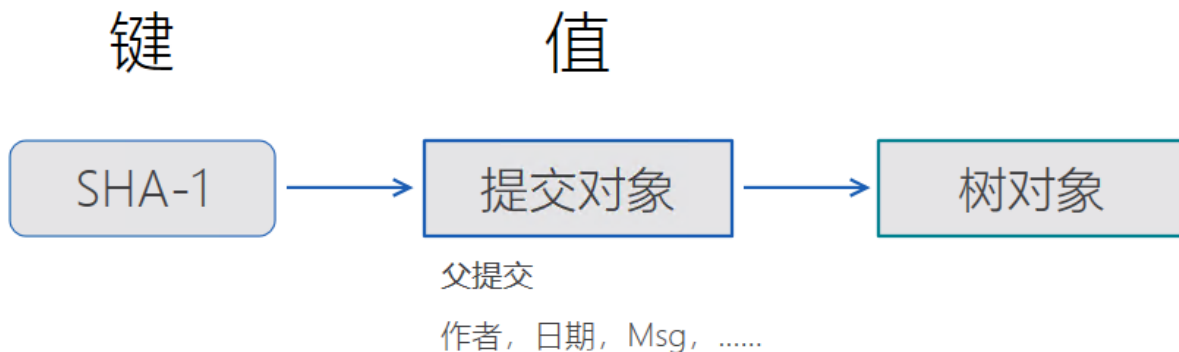 键 值
SHA-1 提交对象 树对象
父提交
作者，日期，Msg，......